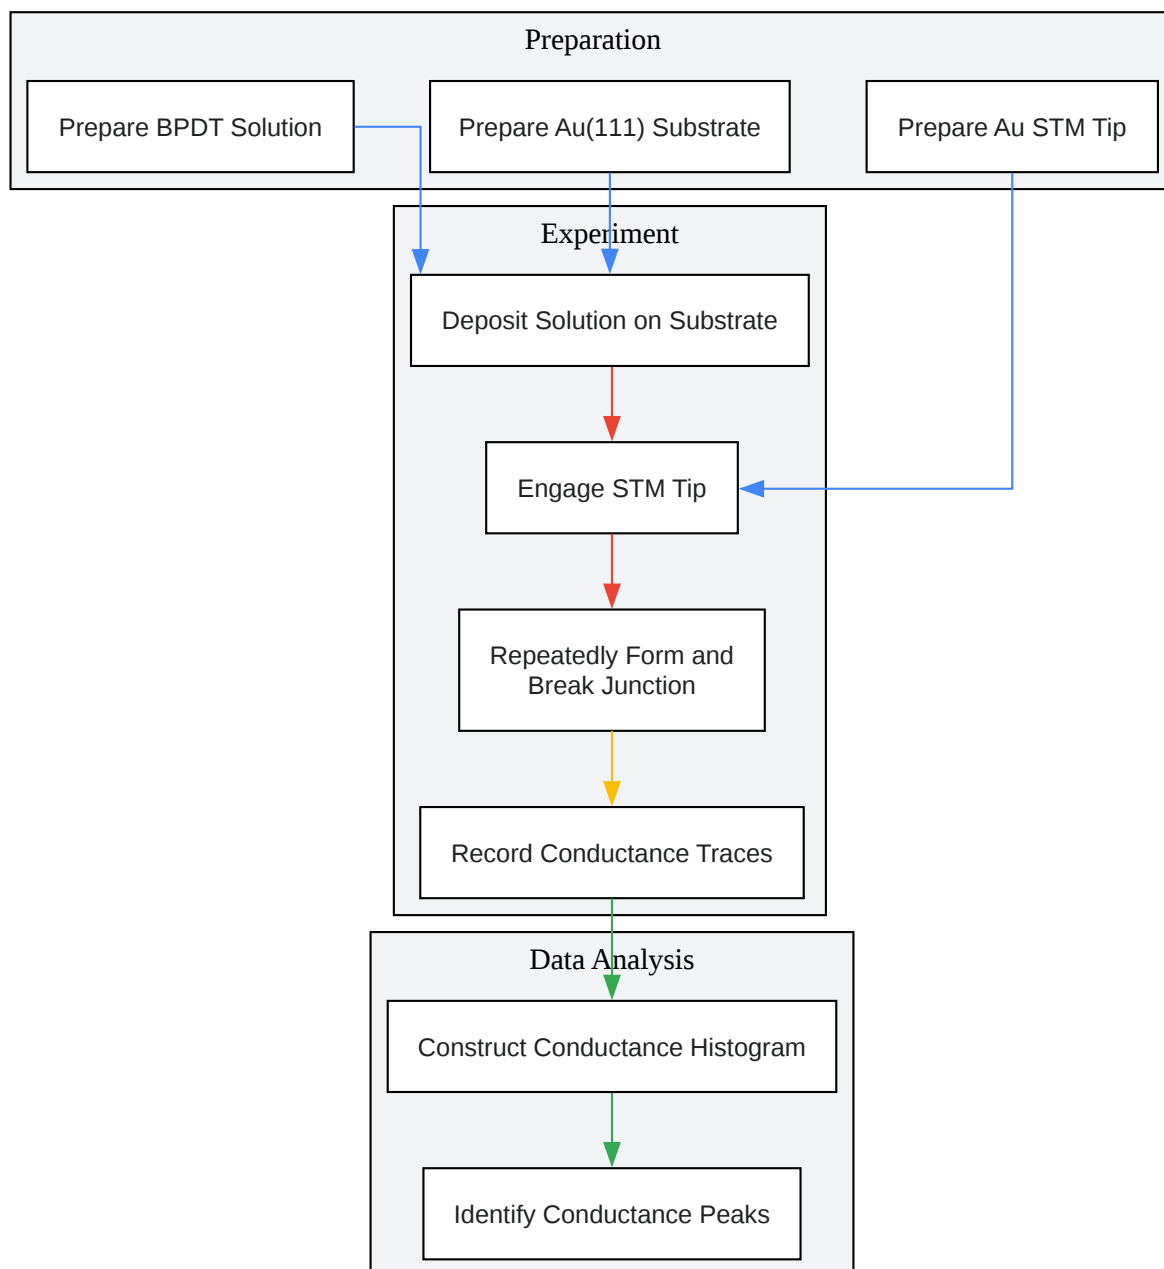 Preparation
Prepare BPDT Solution
Prepare Au(111) Substrate
Prepare Au STM Tip
Experiment
Deposit Solution on Substrate
Engage STM Tip
Repeatedly Form and
Break Junction
Record Conductance Traces
Data Analysis
Construct Conductance Histogram
Identify Conductance Peaks